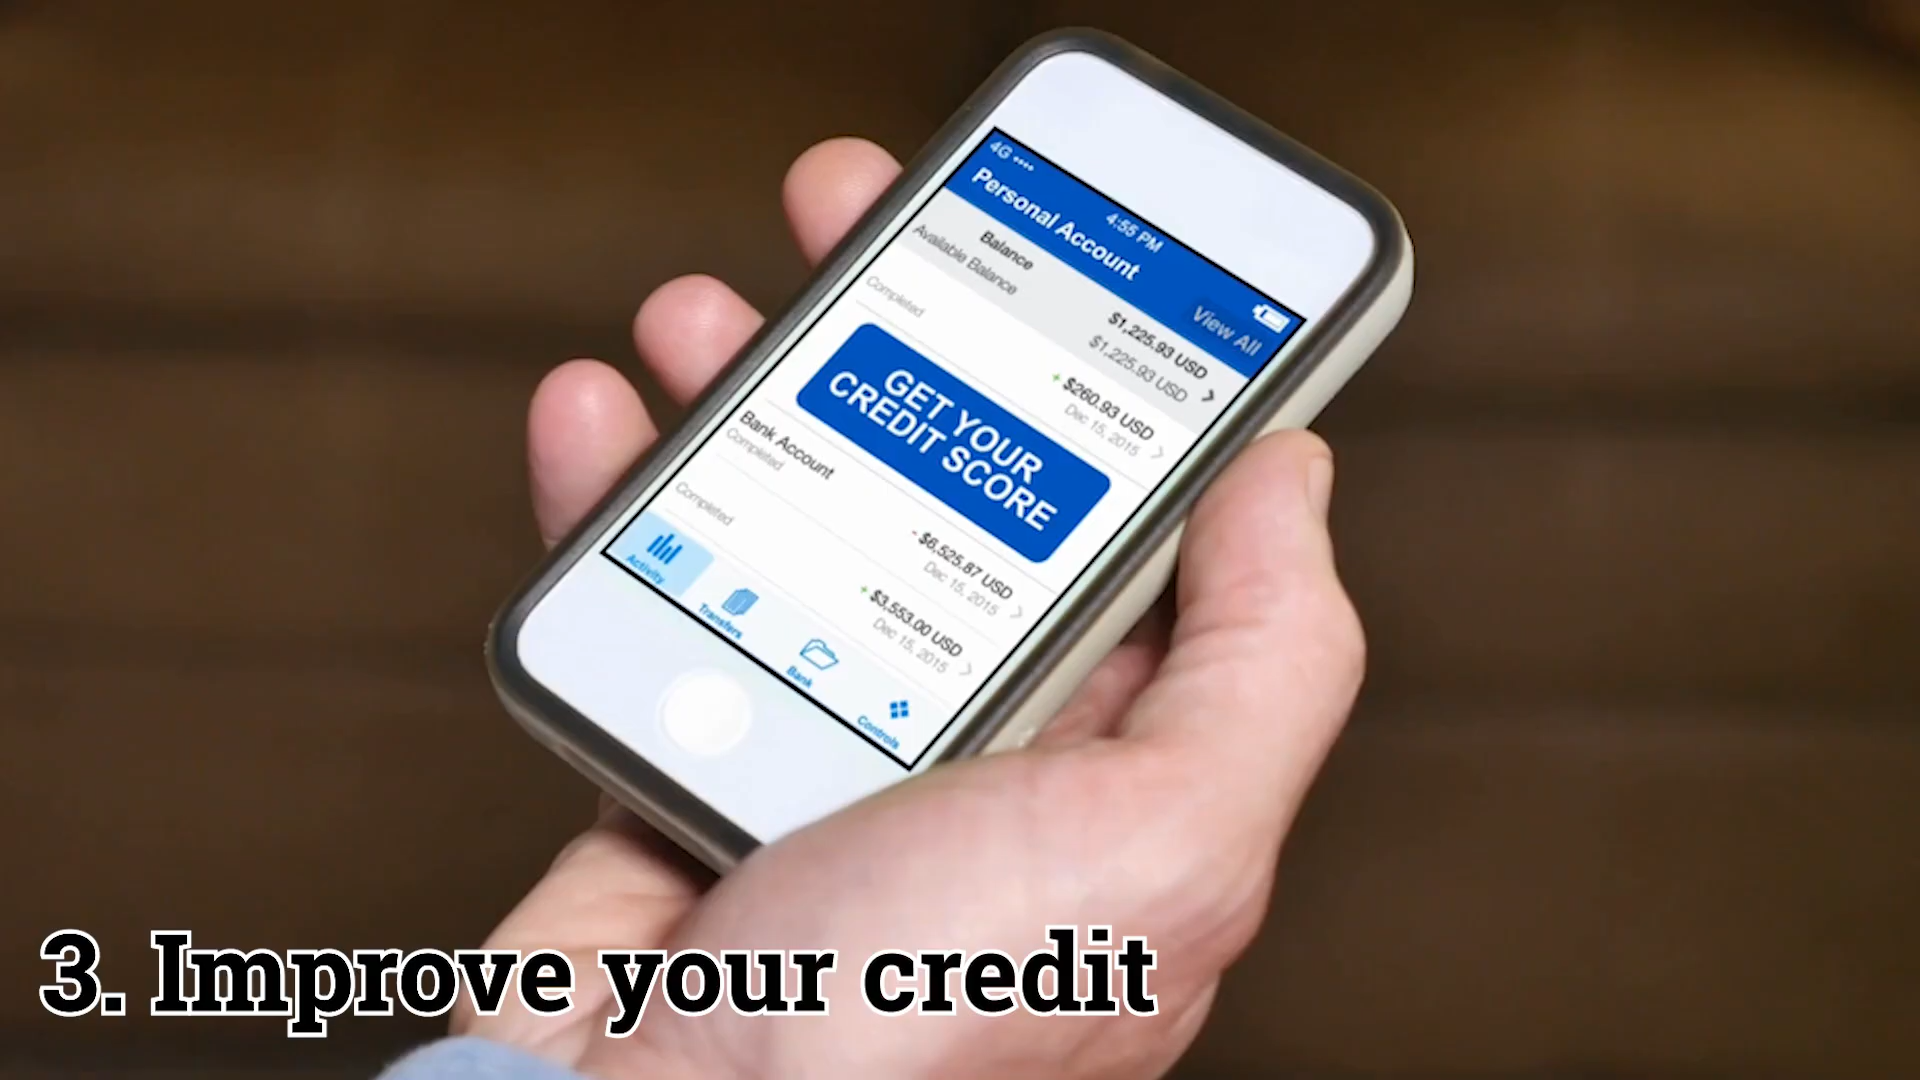 4G
4:55 PM
Personal Account
View All
Balance
$1,225.93 USD
Available Balance
$1,225.93 USD
+ $260.93 USD
Completed
Dec 15, 2015
GET YOUR
CREDIT SCORE
Bank Account
- $6,525.87 USD
Completed
Dec 15, 2015
+ $3,553.00 USD
Completed
Dec 15, 2015
Activity
Transfers
Bank
Controls
3. Improve your credit